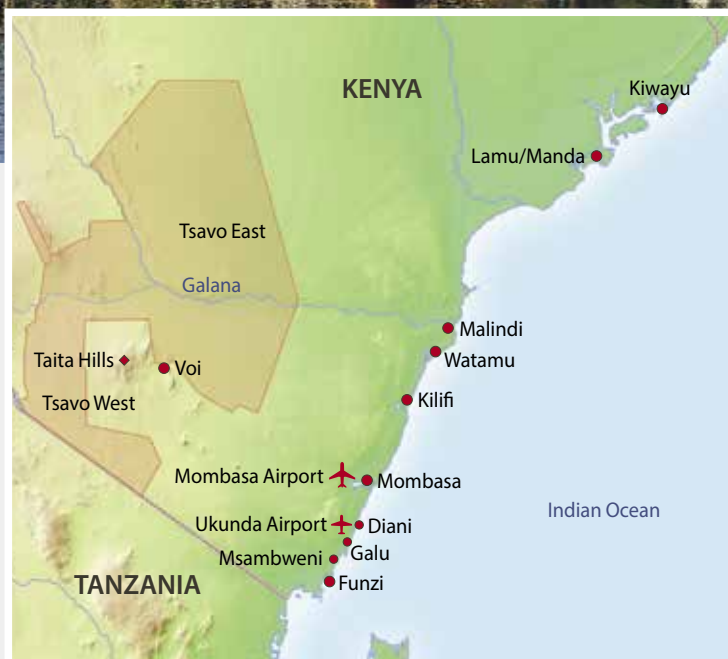 KENYA
Kiwayu
Lamu/Manda
Tsavo East
Galana
Malindi
Watamu
Taita Hills
Voi
Kilifi
Tsavo West
Mombasa Airport
Mombasa
Indian Ocean
Ukunda Airport
Diani
Galu
Msambweni
TANZANIA
Funzi